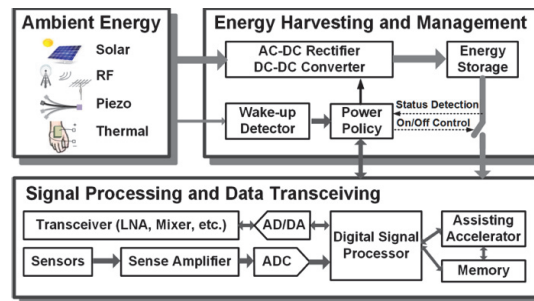 Ambient Energy
Solar
RF
Piezo
Thermal
Energy Harvesting and Management
AC-DC Rectifier
DC-DC Converter
Energy
Storage
Wake-up
Detector
Power
Policy
Status Detection
On/Off Control
Signal Processing and Data Transceiving
Transceiver (LNA, Mixer, etc.)
AD/DA
Digital Signal
Processor
Assisting
Accelerator
Sensors
Sense Amplifier
ADC
Memory